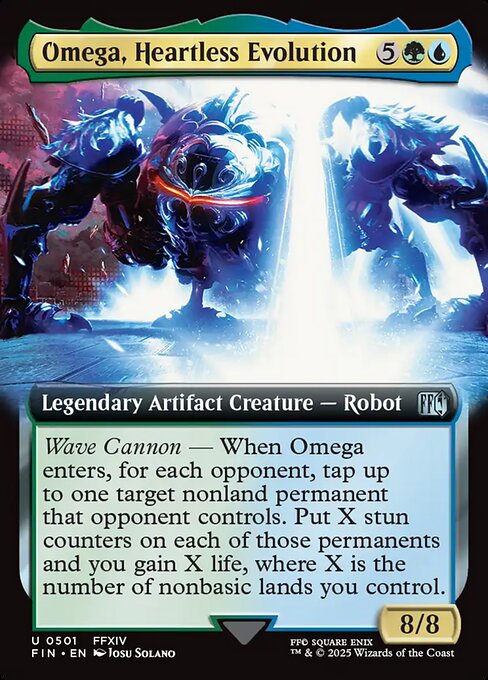 Omega, Heartless Evolution 5
Legendary Artifact Creature — Robot
Wave Cannon — When Omega
enters, for each opponent, tap up
to one target nonland permanent
that opponent controls. Put X stun
counters on each of those permanents
and you gain X life, where X is the
number of nonbasic lands you control.
8/8
U 0501 FFXIV
FIN • EN Josu Solano
FF© SQUARE ENIX
™ & © 2025 Wizards of the Coast